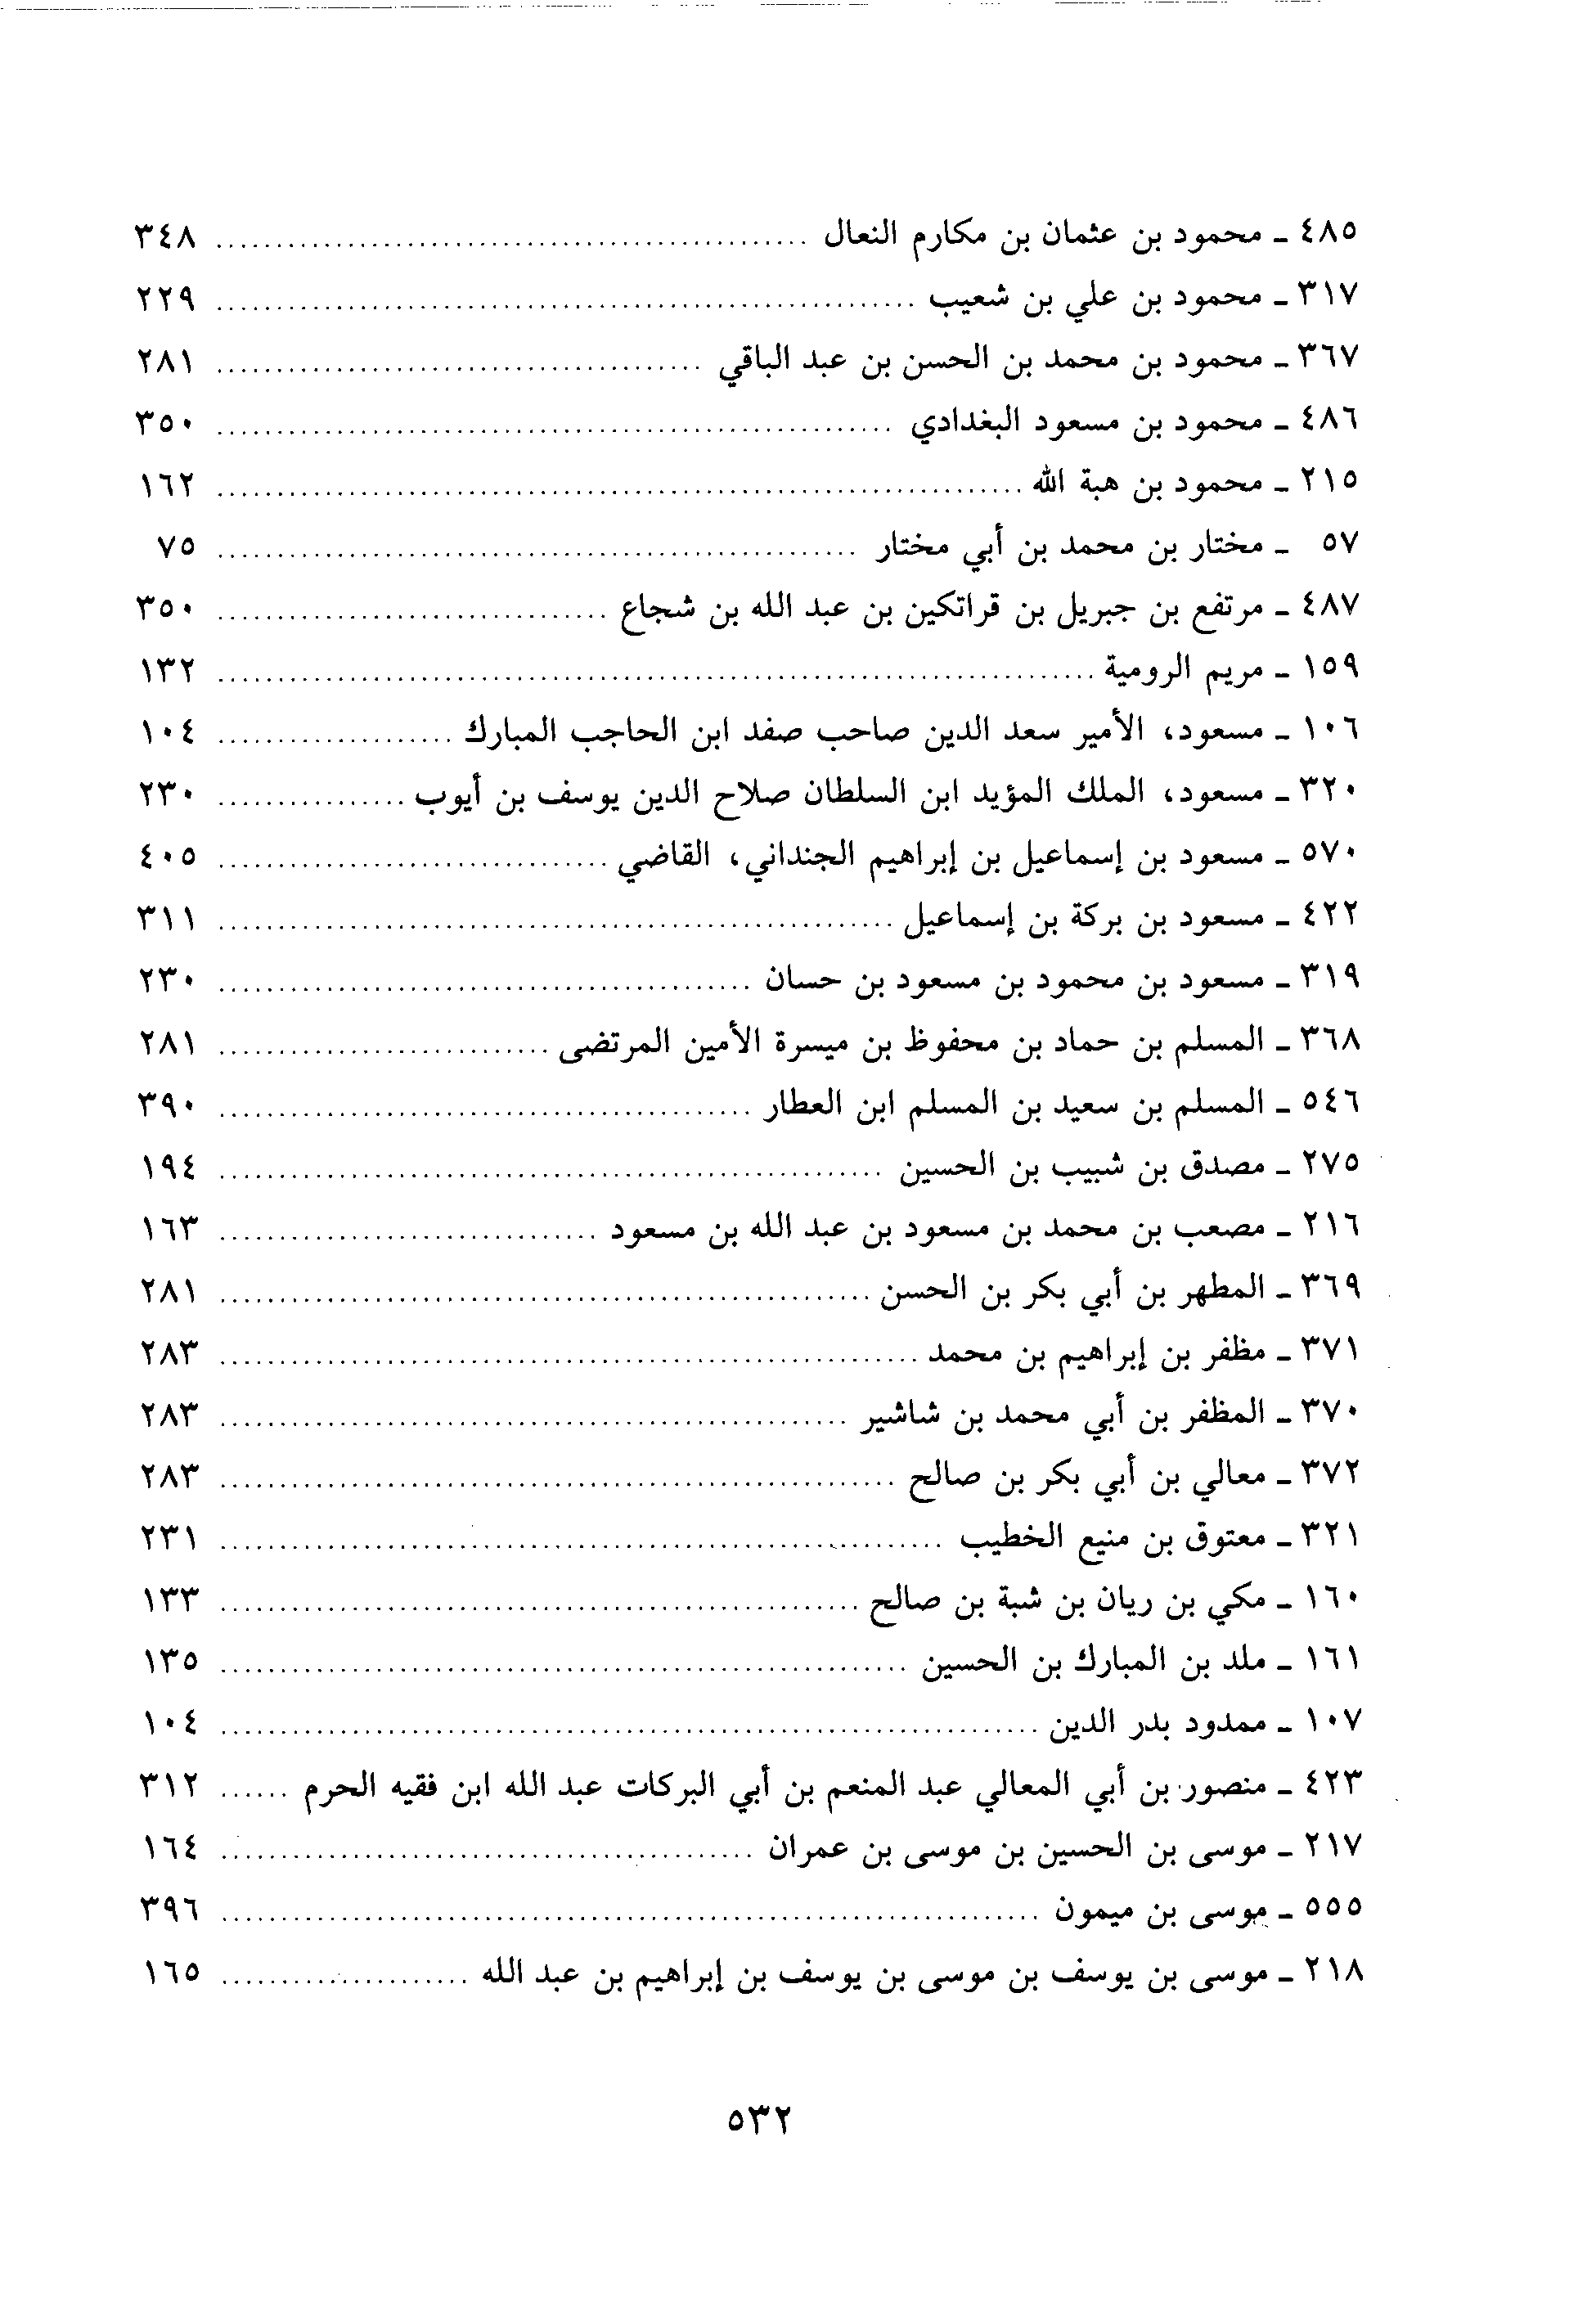 ٤٨٥ ـ محمود بن عثمان بن مكارم النعال ........ ٣٤٨
٣١٧ ـ محمود بن علي بن شعيب ........ ٢٢٩
٣٦٧ ـ محمود بن محمد بن الحسن بن عبد الباقي ........ ٢٨١
٤٨٦ ـ محمود بن مسعود البغدادي ........ ٣٥٠
٢١٥ ـ محمود بن هبة الله ........ ١٦٢
٥٧ ـ مختار بن محمد بن أبي مختار ........ ٧٥
٤٨٧ ـ مرتفع بن جبريل بن قراتكين بن عبد الله بن شجاع ........ ٣٥٠
١٥٩ ـ مريم الرومية ........ ١٣٢
١٠٦ ـ مسعود، الأمير سعد الدين صاحب صفد ابن الحاجب المبارك ........ ١٠٤
٣٢٠ ـ مسعود، الملك المؤيد ابن السلطان صلاح الدين يوسف بن أيوب ........ ٢٣٠
٥٧٠ ـ مسعود بن إسماعيل بن إبراهيم الجنداني، القاضي ........ ٤٠٥
٤٢٢ ـ مسعود بن بركة بن إسماعيل ........ ٣١١
٣١٩ ـ مسعود بن محمود بن مسعود بن حسان ........ ٢٣٠
٣٦٨ ـ المسلم بن حماد بن محفوظ بن ميسرة الأمين المرتضى ........ ٢٨١
٥٤٦ ـ المسلم بن سعيد بن المسلم ابن العطار ........ ٣٩٠
٢٧٥ ـ مصدق بن شبيب بن الحسين ........ ١٩٤
٢١٦ ـ مصعب بن محمد بن مسعود بن عبد الله بن مسعود ........ ١٦٣
٣٦٩ ـ المطهر بن أبي بكر بن الحسن ........ ٢٨١
٣٧١ ـ مظفر بن إبراهيم بن محمد ........ ٢٨٣
٣٧٠ ـ المظفر بن أبي محمد بن شاشير ........ ٢٨٣
٣٧٢ ـ معالي بن أبي بكر بن صالح ........ ٢٨٣
٣٢١ ـ معتوق بن منيع الخطيب ........ ٢٣١
١٦٠ ـ مكي بن ريان بن شبة بن صالح ........ ١٣٣
١٦١ ـ ملد بن المبارك بن الحسين ........ ١٣٥
١٠٧ ـ ممدود بدر الدين ........ ١٠٤
٤٢٣ ـ منصور بن أبي المعالي عبد المنعم بن أبي البركات عبد الله ابن فقيه الحرم ...... ٣١٢
٢١٧ ـ موسى بن الحسين بن موسى بن عمران ........ ١٦٤
٥٥٥ ـ موسى بن ميمون ........ ٣٩٦
٢١٨ ـ موسى بن يوسف بن موسى بن يوسف بن إبراهيم بن عبد الله ........ ١٦٥
٥٣٢